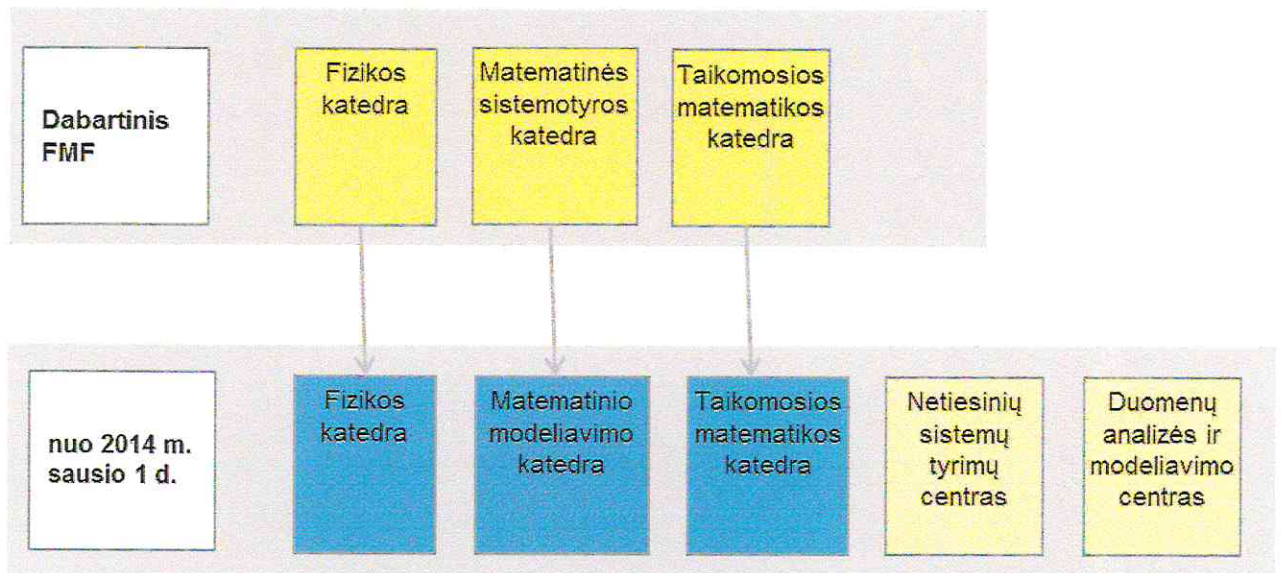 Dabartinis
FMF
Fizikos
katedra
Matematinės
sistemotyros
katedra
Taikomosios
matematikos
katedra
nuo 2014 m.
sausio 1 d.
Fizikos
katedra
Matematinio
modeliavimo
katedra
Taikomosios
matematikos
katedra
Netiesinių
sistemų
tyrimų
centras
Duomenų
analizės ir
modeliavimo
centras